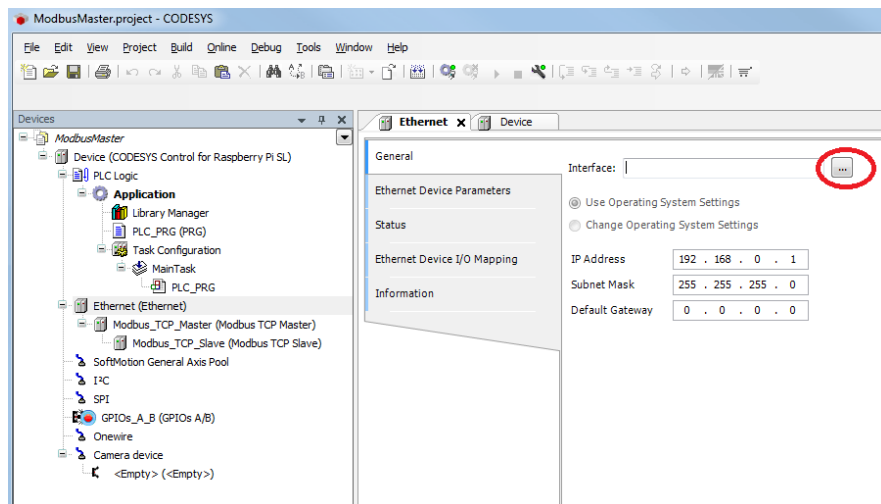 ModbusMaster.project - CODESYS
File Edit View Project Build Online Debug Tools Window Help
Devices
ModbusMaster
Device (CODESYS Control for Raspberry Pi SL)
PLC Logic
Application
Library Manager
PLC_PRG (PRG)
Task Configuration
MainTask
PLC_PRG
Ethernet (Ethernet)
Modbus_TCP_Master (Modbus TCP Master)
Modbus_TCP_Slave (Modbus TCP Slave)
SoftMotion General Axis Pool
I²C
SPI
GPIOs_A_B (GPIOs A/B)
Onewire
Camera device
<Empty> (<Empty>)
Ethernet X Device
General
Ethernet Device Parameters
Status
Ethernet Device I/O Mapping
Information
Interface: ...
Use Operating System Settings
Change Operating System Settings
IP Address 192 . 168 . 0 . 1
Subnet Mask 255 . 255 . 255 . 0
Default Gateway 0 . 0 . 0 . 0